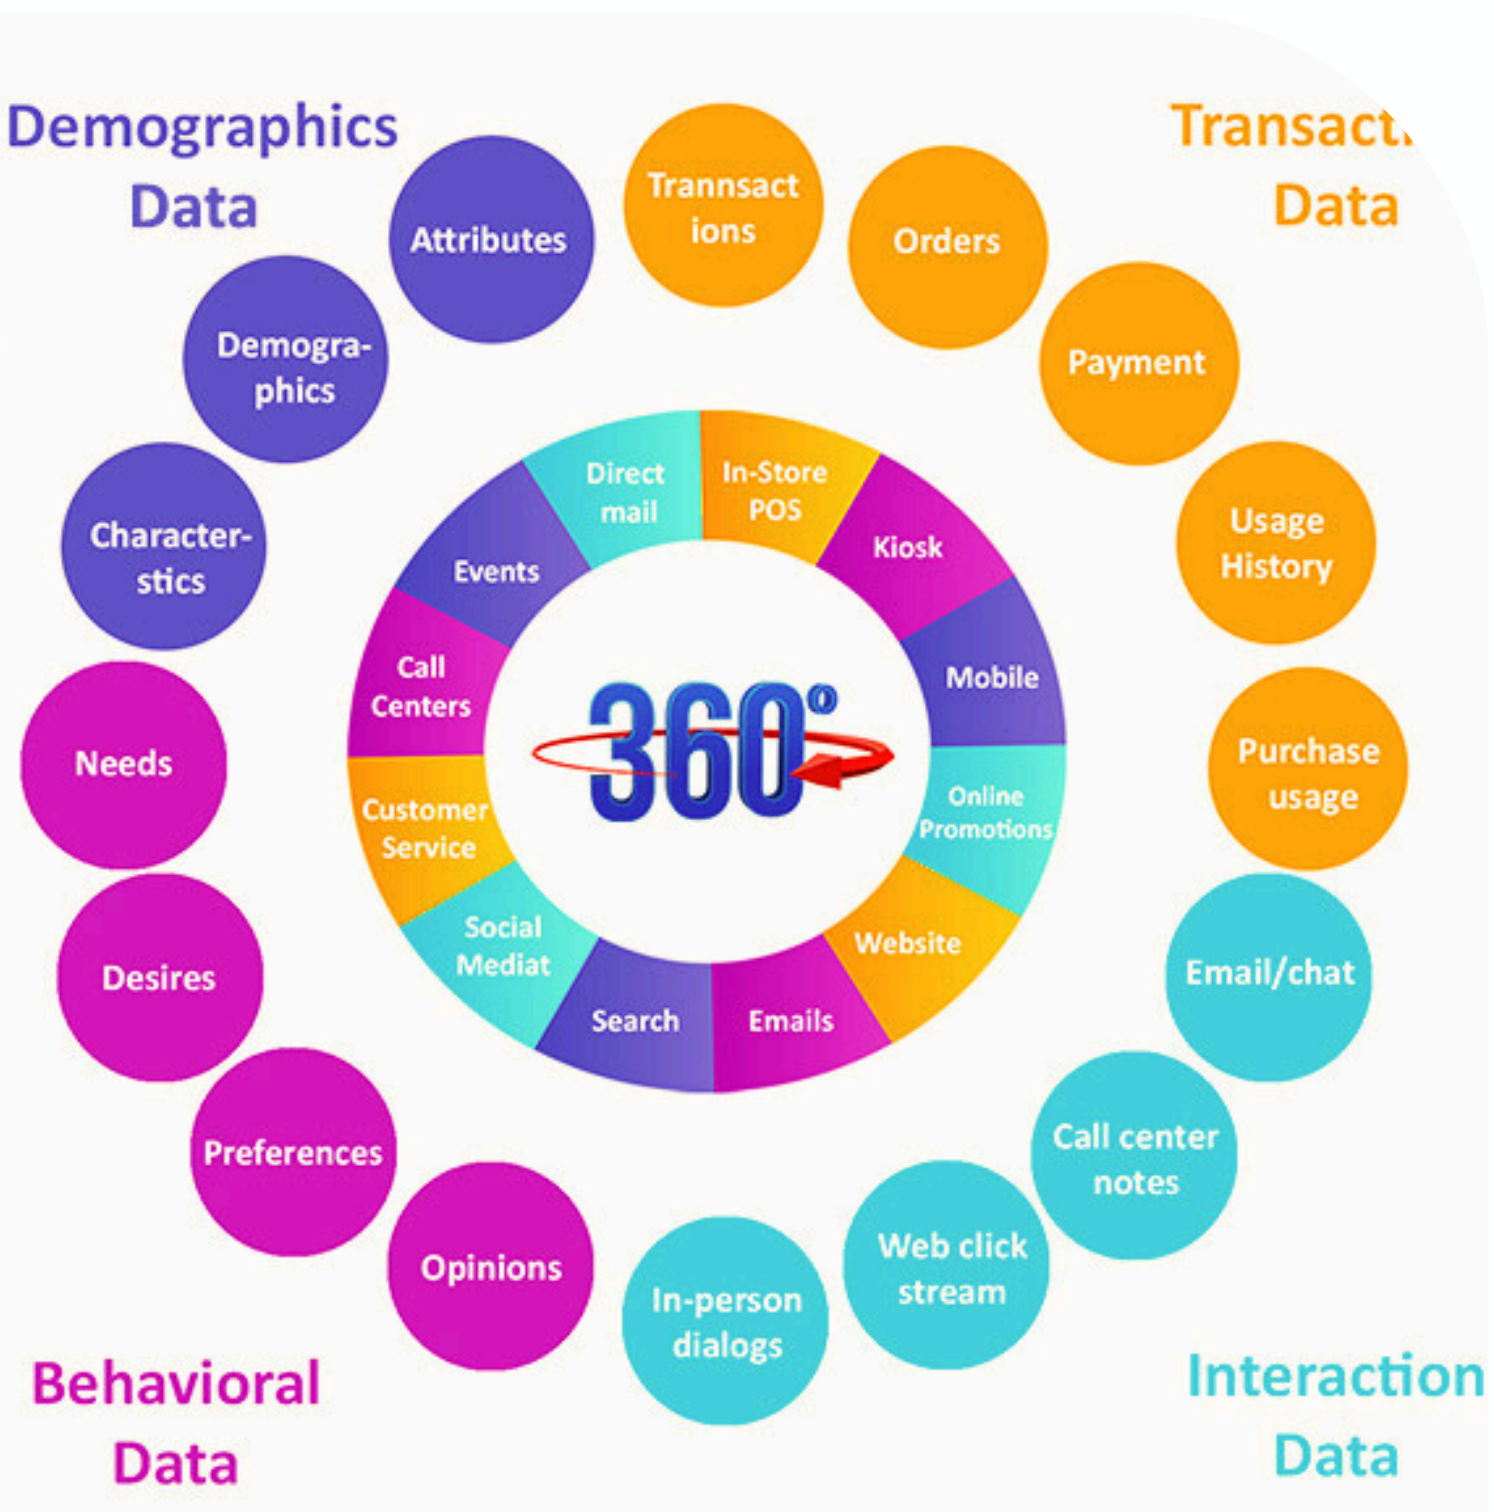 Demographics
Data
Data
Attributes
Trannsact
ions
Orders
Payment
Usage
History
Purchase
usage
Email/chat
Call center
notes
Web click
stream
In-person
dialogs
Opinions
Preferences
Desires
Needs
Character-
stics
Demogra-
phics
Direct
mail
In-Store
POS
Kiosk
Mobile
Online
Promotions
Website
Emails
Search
Social
Mediat
Customer
Service
Call
Centers
Events
360°
Behavioral
Data
Interaction
Data